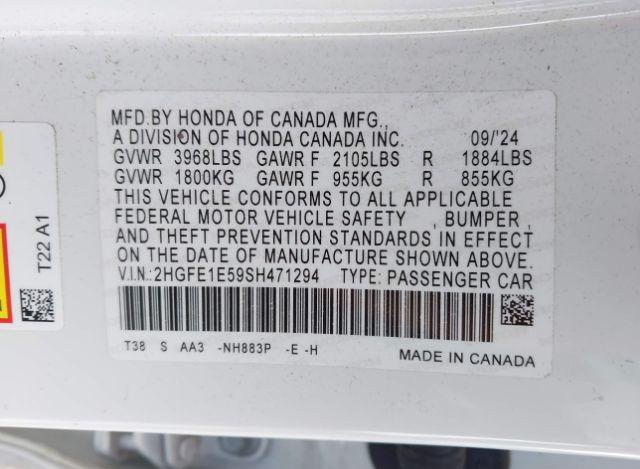 MFD.BY HONDA OF CANADA MFG.,
A DIVISION OF HONDA CANADA INC. 09/'24
GVWR 3968LBS GAWR F 2105LBS R 1884LBS
GVWR 1800KG GAWR F 955KG R 855KG
THIS VEHICLE CONFORMS TO ALL APPLICABLE
FEDERAL MOTOR VEHICLE SAFETY , BUMPER ,
AND THEFT PREVENTION STANDARDS IN EFFECT
ON THE DATE OF MANUFACTURE SHOWN ABOVE.
V.I.N.:2HGFE1E59SH471294 TYPE:PASSENGER CAR
T38 S AA3 -NH883P -E -H
MADE IN CANADA
T22 A1